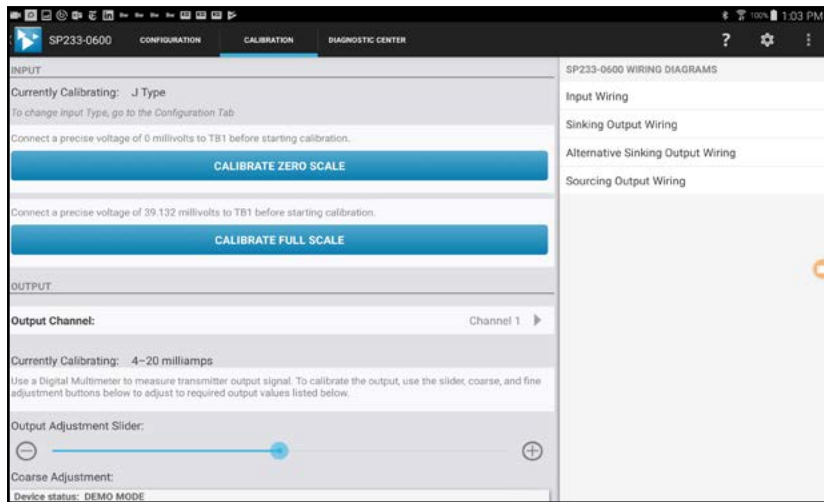 100% 1:03 PM
SP233-0600 CONFIGURATION CALIBRATION DIAGNOSTIC CENTER ?
INPUT
Currently Calibrating: J Type
To change Input Type, go to the Configuration Tab
Connect a precise voltage of 0 millivolts to TB1 before starting calibration.
CALIBRATE ZERO SCALE
Connect a precise voltage of 39.132 millivolts to TB1 before starting calibration.
CALIBRATE FULL SCALE
OUTPUT
Output Channel: Channel 1
Currently Calibrating: 4-20 milliamps
Use a Digital Multimeter to measure transmitter output signal. To calibrate the output, use the slider, coarse, and fine
adjustment buttons below to adjust to required output values listed below.
Output Adjustment Slider:
Coarse Adjustment:
Device status: DEMO MODE
SP233-0600 WIRING DIAGRAMS
Input Wiring
Sinking Output Wiring
Alternative Sinking Output Wiring
Sourcing Output Wiring